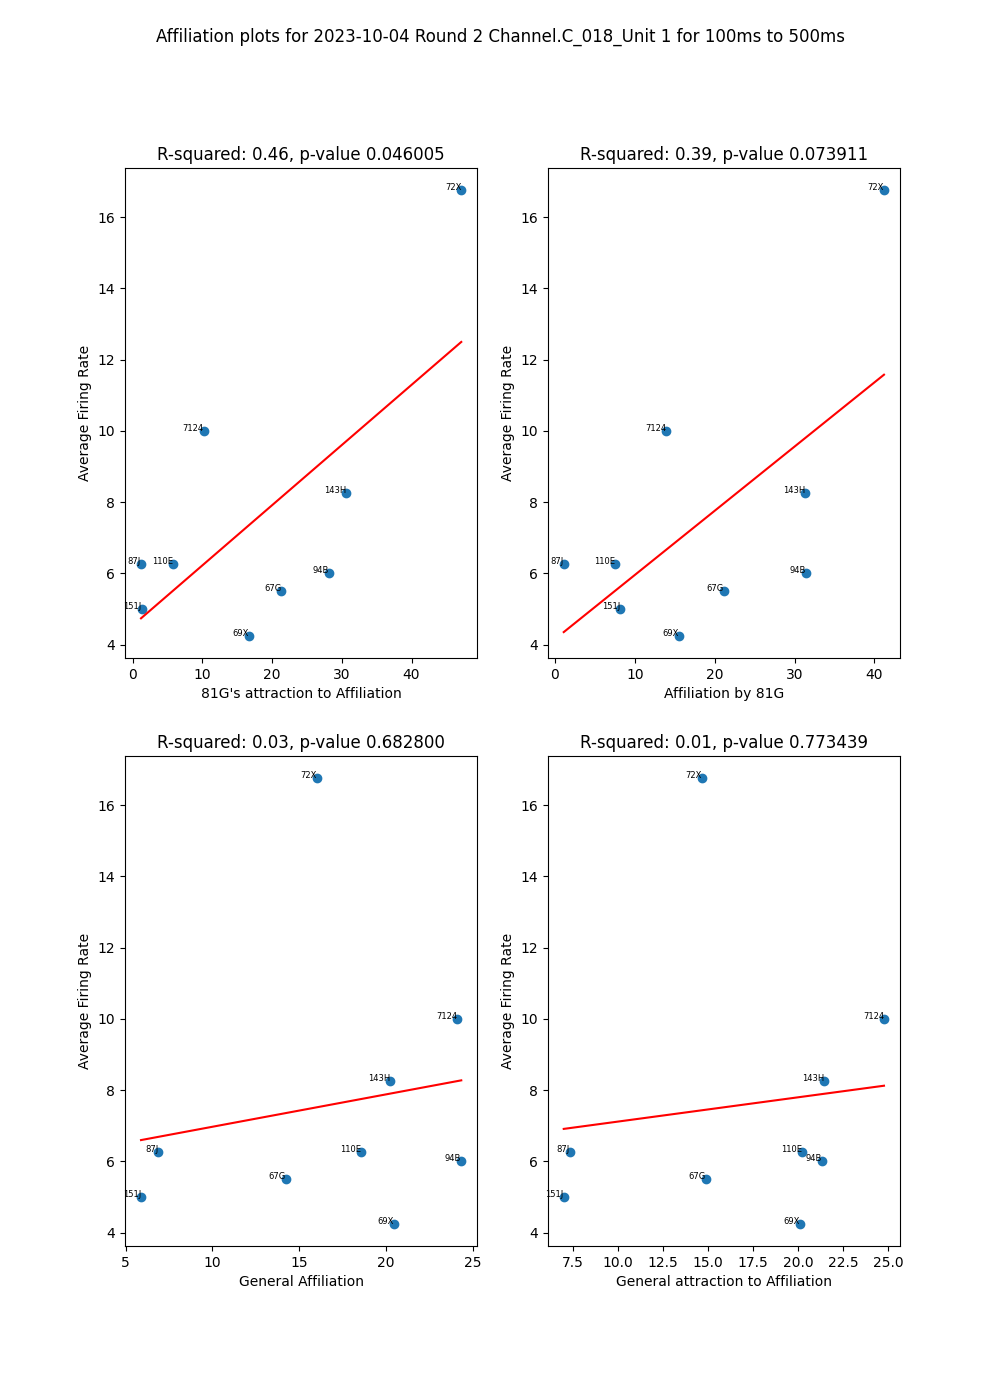 Affiliation plots for 2023-10-04 Round 2 Channel.C_018_Unit 1 for 100ms to 500ms
R-squared: 0.46, p-value 0.046005
Average Firing Rate
16
14
12
10
8
6
4
72X
7124
143H
87J
110E
94B
67G
151J
69X
0
10
20
30
40
81G's attraction to Affiliation
R-squared: 0.39, p-value 0.073911
Average Firing Rate
16
14
12
10
8
6
4
72X
7124
143H
87J
110E
94B
67G
151J
69X
0
10
20
30
40
Affiliation by 81G
R-squared: 0.03, p-value 0.682800
Average Firing Rate
16
14
12
10
8
6
4
72X
7124
143H
87J
110E
94B
67G
151J
69X
5
10
15
20
25
General Affiliation
R-squared: 0.01, p-value 0.773439
Average Firing Rate
16
14
12
10
8
6
4
72X
7124
143H
87J
110E
94B
67G
151J
69X
7.5
10.0
12.5
15.0
17.5
20.0
22.5
25.0
General attraction to Affiliation